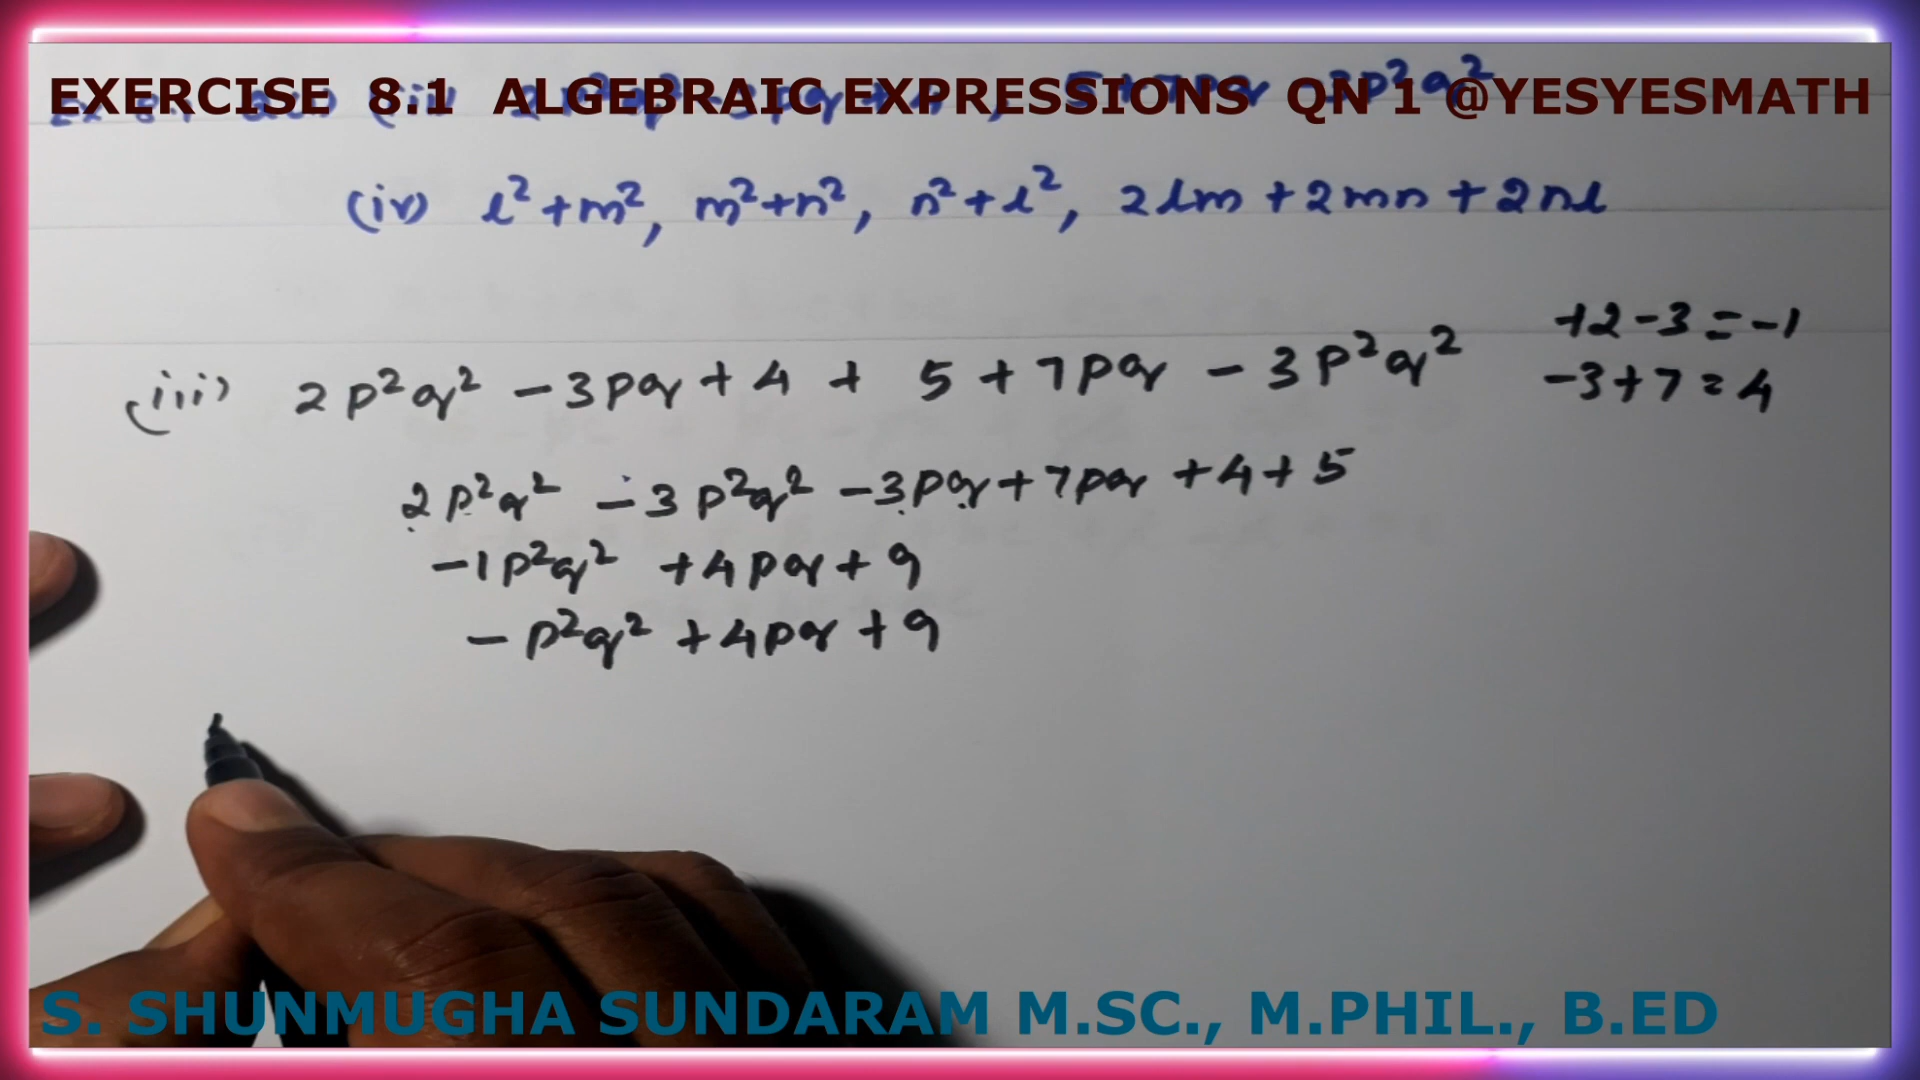 EXERCISE 8.1 ALGEBRAIC EXPRESSIONS QN 1 @YESYESMATH
(iv) l²+m², m²+n², n²+l², 2lm+2mn+2nl
+2-3=-1
-3+7=4
(iii) 2p²q² - 3pq + 4 + 5 + 7pq - 3p²q²
2p²q² - 3p²q² - 3pq + 7pq + 4 + 5
-1p²q² + 4pq + 9
-p²q² + 4pq + 9
S. SHUNMUGHA SUNDARAM M.SC., M.PHIL., B.ED